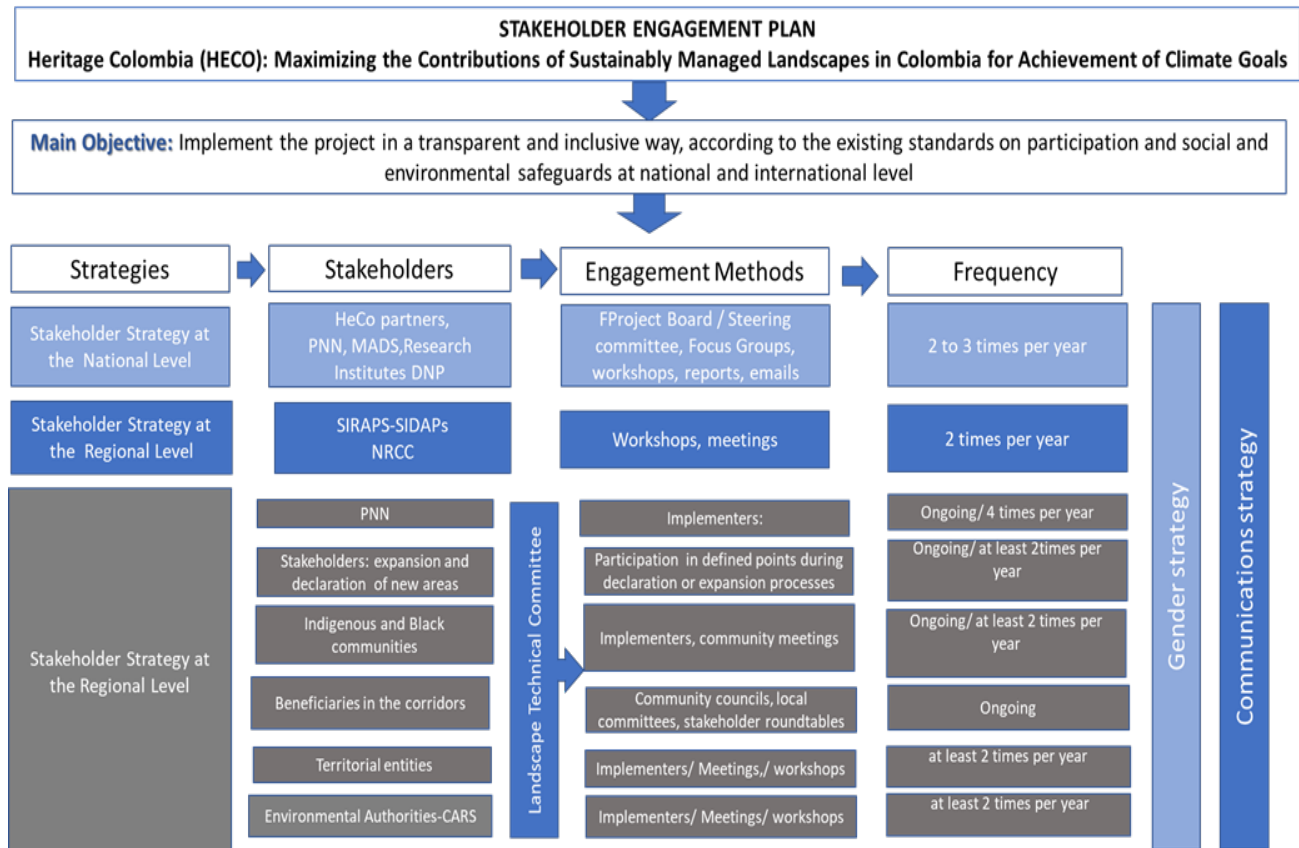 STAKEHOLDER ENGAGEMENT PLAN
Heritage Colombia (HECO): Maximizing the Contributions of Sustainably Managed Landscapes in Colombia for Achievement of Climate Goals
Main Objective: Implement the project in a transparent and inclusive way, according to the existing standards on participation and social and
environmental safeguards at national and international level
Strategies
Stakeholders
Engagement Methods
Frequency
Stakeholder Strategy at
the National Level
HeCo partners,
PNN, MADS,Research
Institutes DNP
FProject Board / Steering
committee, Focus Groups,
workshops, reports, emails
2 to 3 times per year
Stakeholder Strategy at
the Regional Level
SIRAPS-SIDAPs
NRCC
Workshops, meetings
2 times per year
Stakeholder Strategy at
the Regional Level
PNN
Implementers:
Ongoing/ 4 times per year
Stakeholders: expansion and
declaration of new areas
Participation in defined points during
declaration or expansion processes
Ongoing/ at least 2times per
year
Indigenous and Black
communities
Implementers, community meetings
Ongoing/ at least 2 times per
year
Beneficiaries in the corridors
Community councils, local
committees, stakeholder roundtables
Ongoing
Territorial entities
Implementers/ Meetings,/ workshops
at least 2 times per year
Environmental Authorities-CARS
Implementers/ Meetings/ workshops
at least 2 times per year
Landscape Technical Committee
Gender strategy
Communications strategy